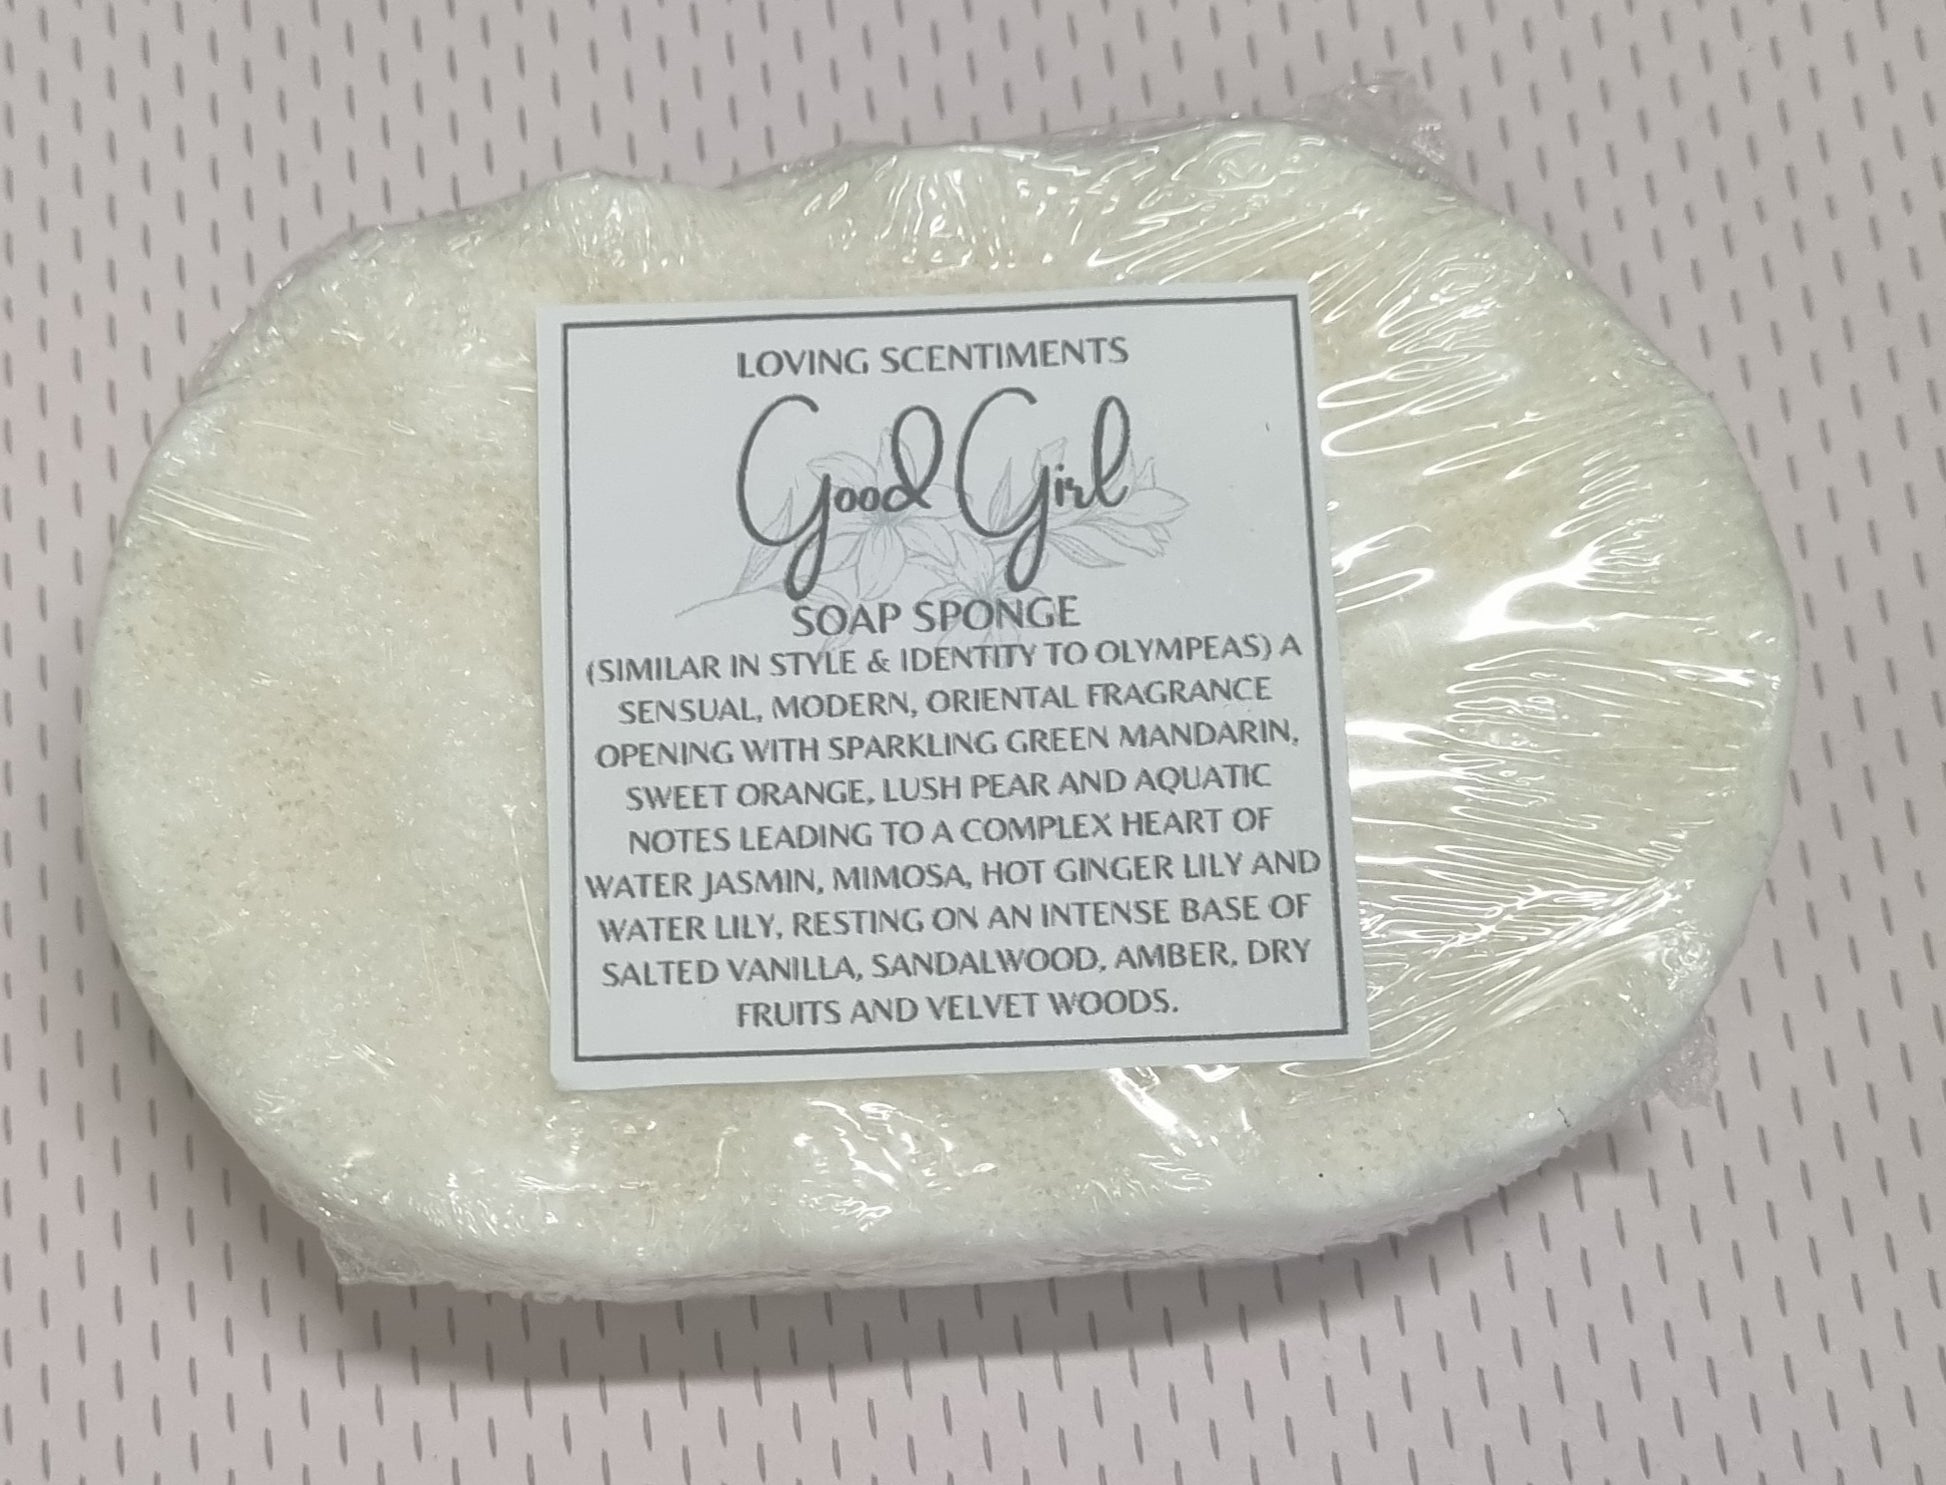 LOVING SCENTIMENTS
Good Girl
SOAP SPONGE
(SIMILAR IN STYLE & IDENTITY TO OLYMPEAS) A
SENSUAL, MODERN, ORIENTAL FRAGRANCE
OPENING WITH SPARKLING GREEN MANDARIN,
SWEET ORANGE, LUSH PEAR AND AQUATIC
NOTES LEADING TO A COMPLEX HEART OF
WATER JASMIN, MIMOSA, HOT GINGER LILY AND
WATER LILY, RESTING ON AN INTENSE BASE OF
SALTED VANILLA, SANDALWOOD, AMBER, DRY
FRUITS AND VELVET WOODS.